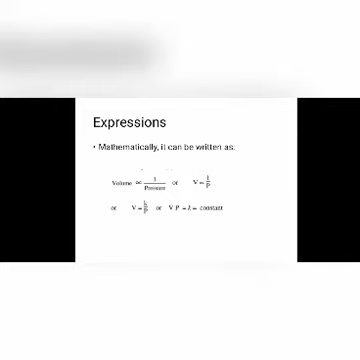 Expressions
• Mathematically, it can be written as:
Volume ∝ 1/Pressure or V = 1/P
or V = k/P or V P = k = constant